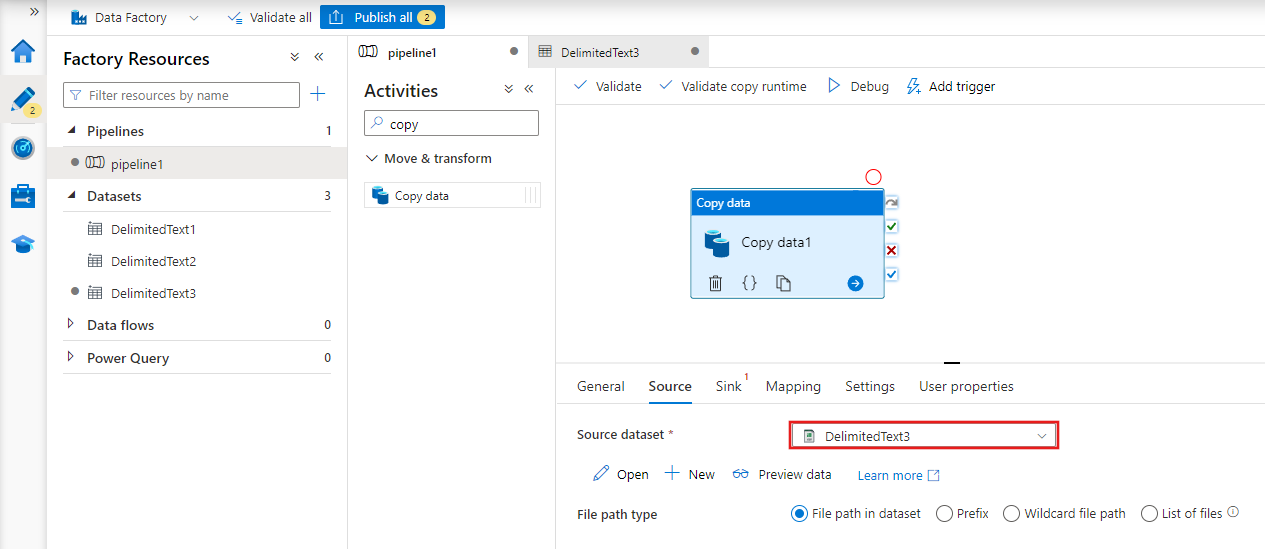 Data Factory
Validate all
Publish all 2
2
Factory Resources
Filter resources by name
Pipelines 1
pipeline1
Datasets 3
DelimitedText1
DelimitedText2
DelimitedText3
Data flows 0
Power Query 0
pipeline1
DelimitedText3
Activities
copy
Move & transform
Copy data
Validate
Validate copy runtime
Debug
Add trigger
Copy data
Copy data1
{}
General
Source
Sink 1
Mapping
Settings
User properties
Source dataset *
DelimitedText3
Open
New
Preview data
Learn more
File path type
File path in dataset
Prefix
Wildcard file path
List of files